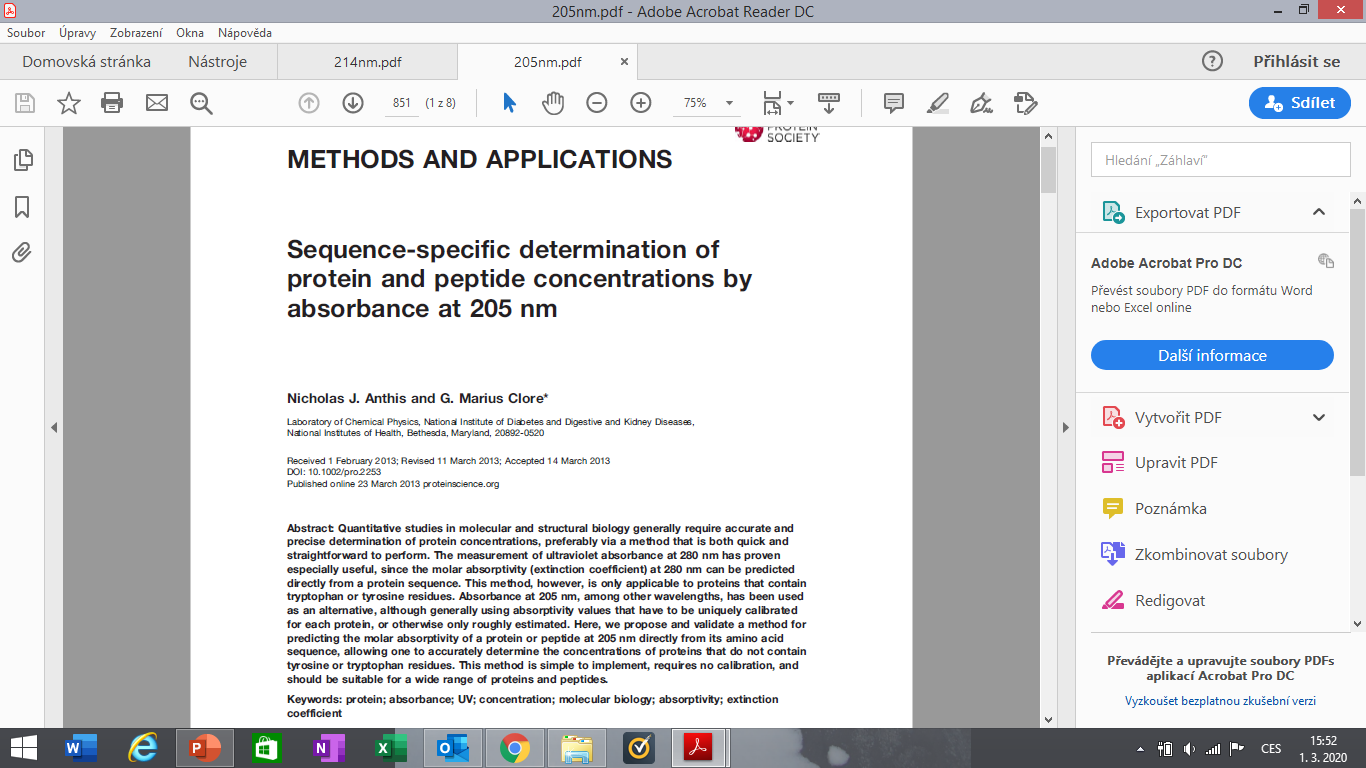 205nm.pdf - Adobe Acrobat Reader DC
Soubor Úpravy Zobrazení Okna Nápověda
Domovská stránka Nástroje 214nm.pdf 205nm.pdf × Přihlásit se
851 (1 z 8) 75% Sdílet
PROTEIN
SOCIETY
METHODS AND APPLICATIONS
Sequence-specific determination of
protein and peptide concentrations by
absorbance at 205 nm
Nicholas J. Anthis and G. Marius Clore*
Laboratory of Chemical Physics, National Institute of Diabetes and Digestive and Kidney Diseases,
National Institutes of Health, Bethesda, Maryland, 20892-0520
Received 1 February 2013; Revised 11 March 2013; Accepted 14 March 2013
DOI: 10.1002/pro.2253
Published online 23 March 2013 proteinscience.org
Abstract: Quantitative studies in molecular and structural biology generally require accurate and
precise determination of protein concentrations, preferably via a method that is both quick and
straightforward to perform. The measurement of ultraviolet absorbance at 280 nm has proven
especially useful, since the molar absorptivity (extinction coefficient) at 280 nm can be predicted
directly from a protein sequence. This method, however, is only applicable to proteins that contain
tryptophan or tyrosine residues. Absorbance at 205 nm, among other wavelengths, has been used
as an alternative, although generally using absorptivity values that have to be uniquely calibrated
for each protein, or otherwise only roughly estimated. Here, we propose and validate a method for
predicting the molar absorptivity of a protein or peptide at 205 nm directly from its amino acid
sequence, allowing one to accurately determine the concentrations of proteins that do not contain
tyrosine or tryptophan residues. This method is simple to implement, requires no calibration, and
should be suitable for a wide range of proteins and peptides.
Keywords: protein; absorbance; UV; concentration; molecular biology; absorptivity; extinction
coefficient
Hledání „Záhlaví"
Exportovat PDF
Adobe Acrobat Pro DC
Převést soubory PDF do formátu Word
nebo Excel online
Další informace
Vytvořit PDF
Upravit PDF
Poznámka
Zkombinovat soubory
Redigovat
Převádějte a upravujte soubory PDFs
aplikací Acrobat Pro DC
Vyzkoušet bezplatnou zkušební verzi
CES
15:52
1. 3. 2020